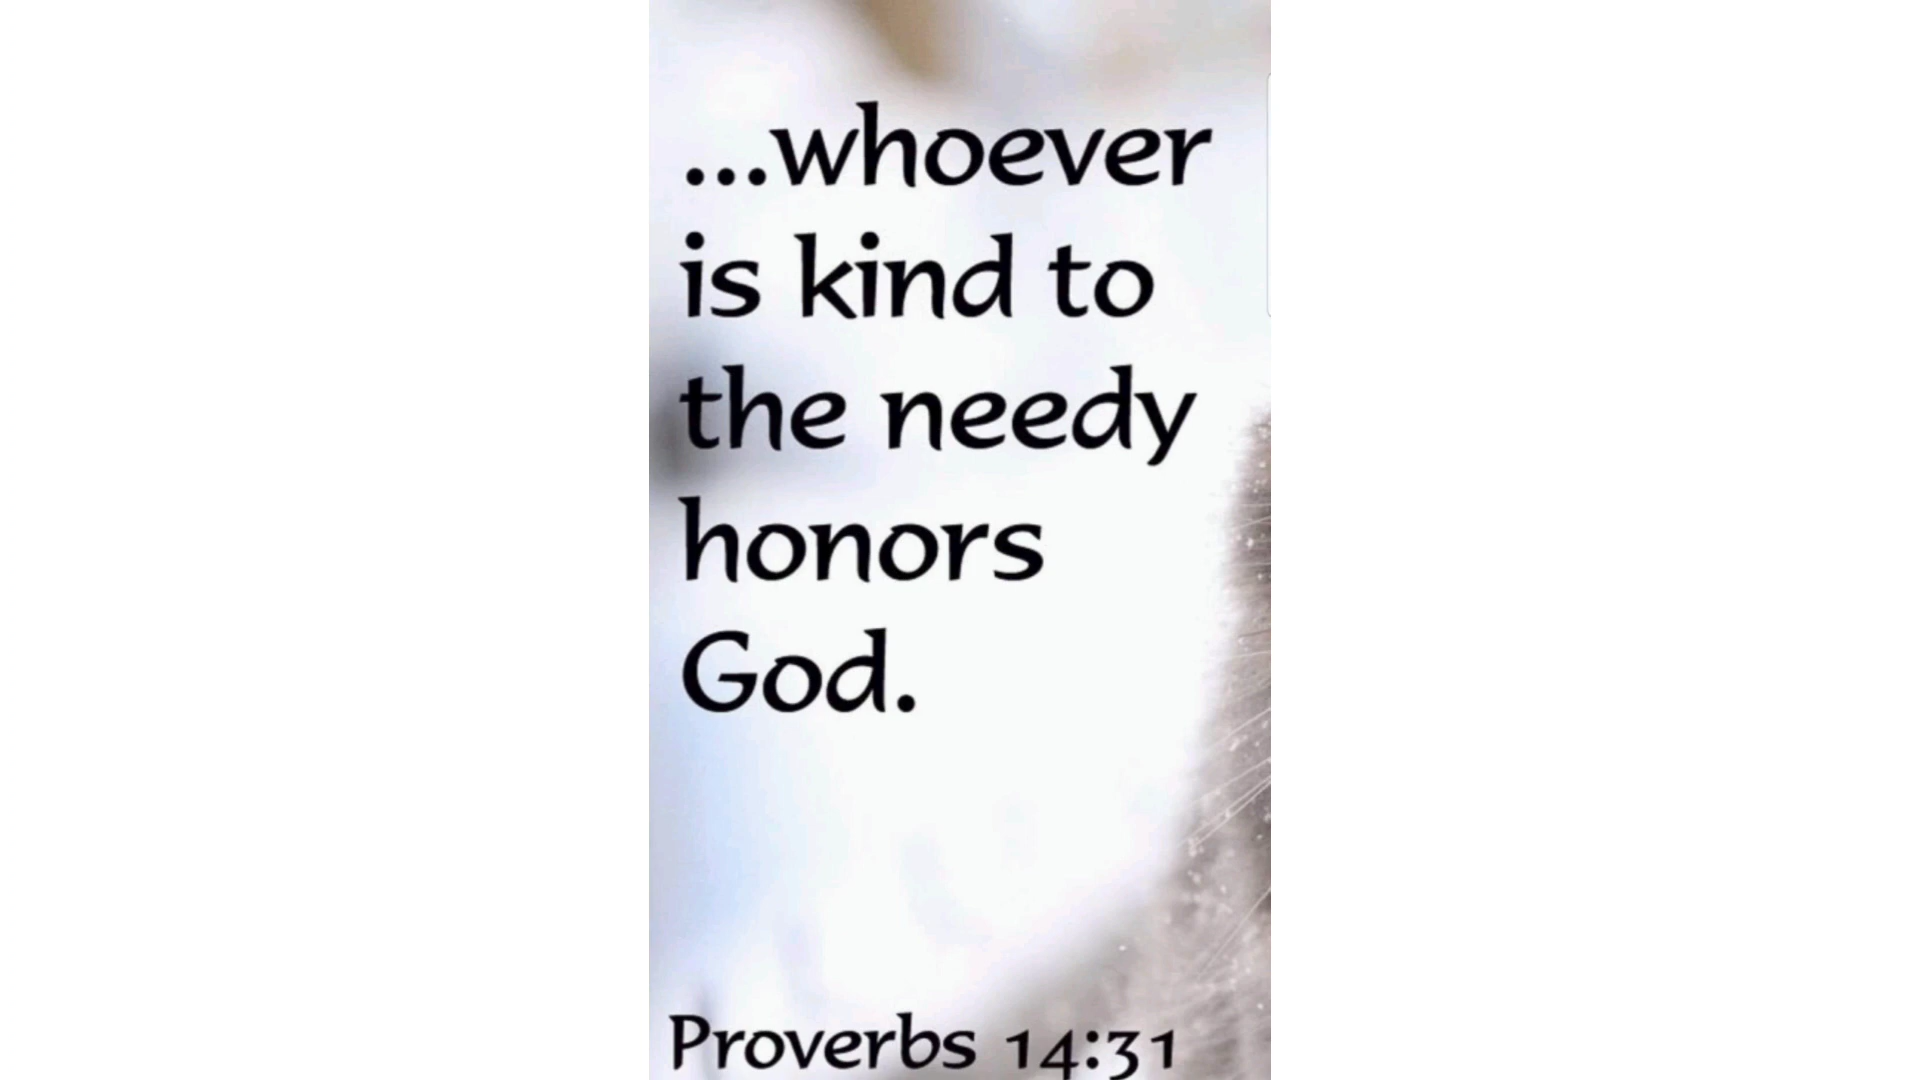 ...whoever
is kind to
the needy
honors
God.
Proverbs 14:31